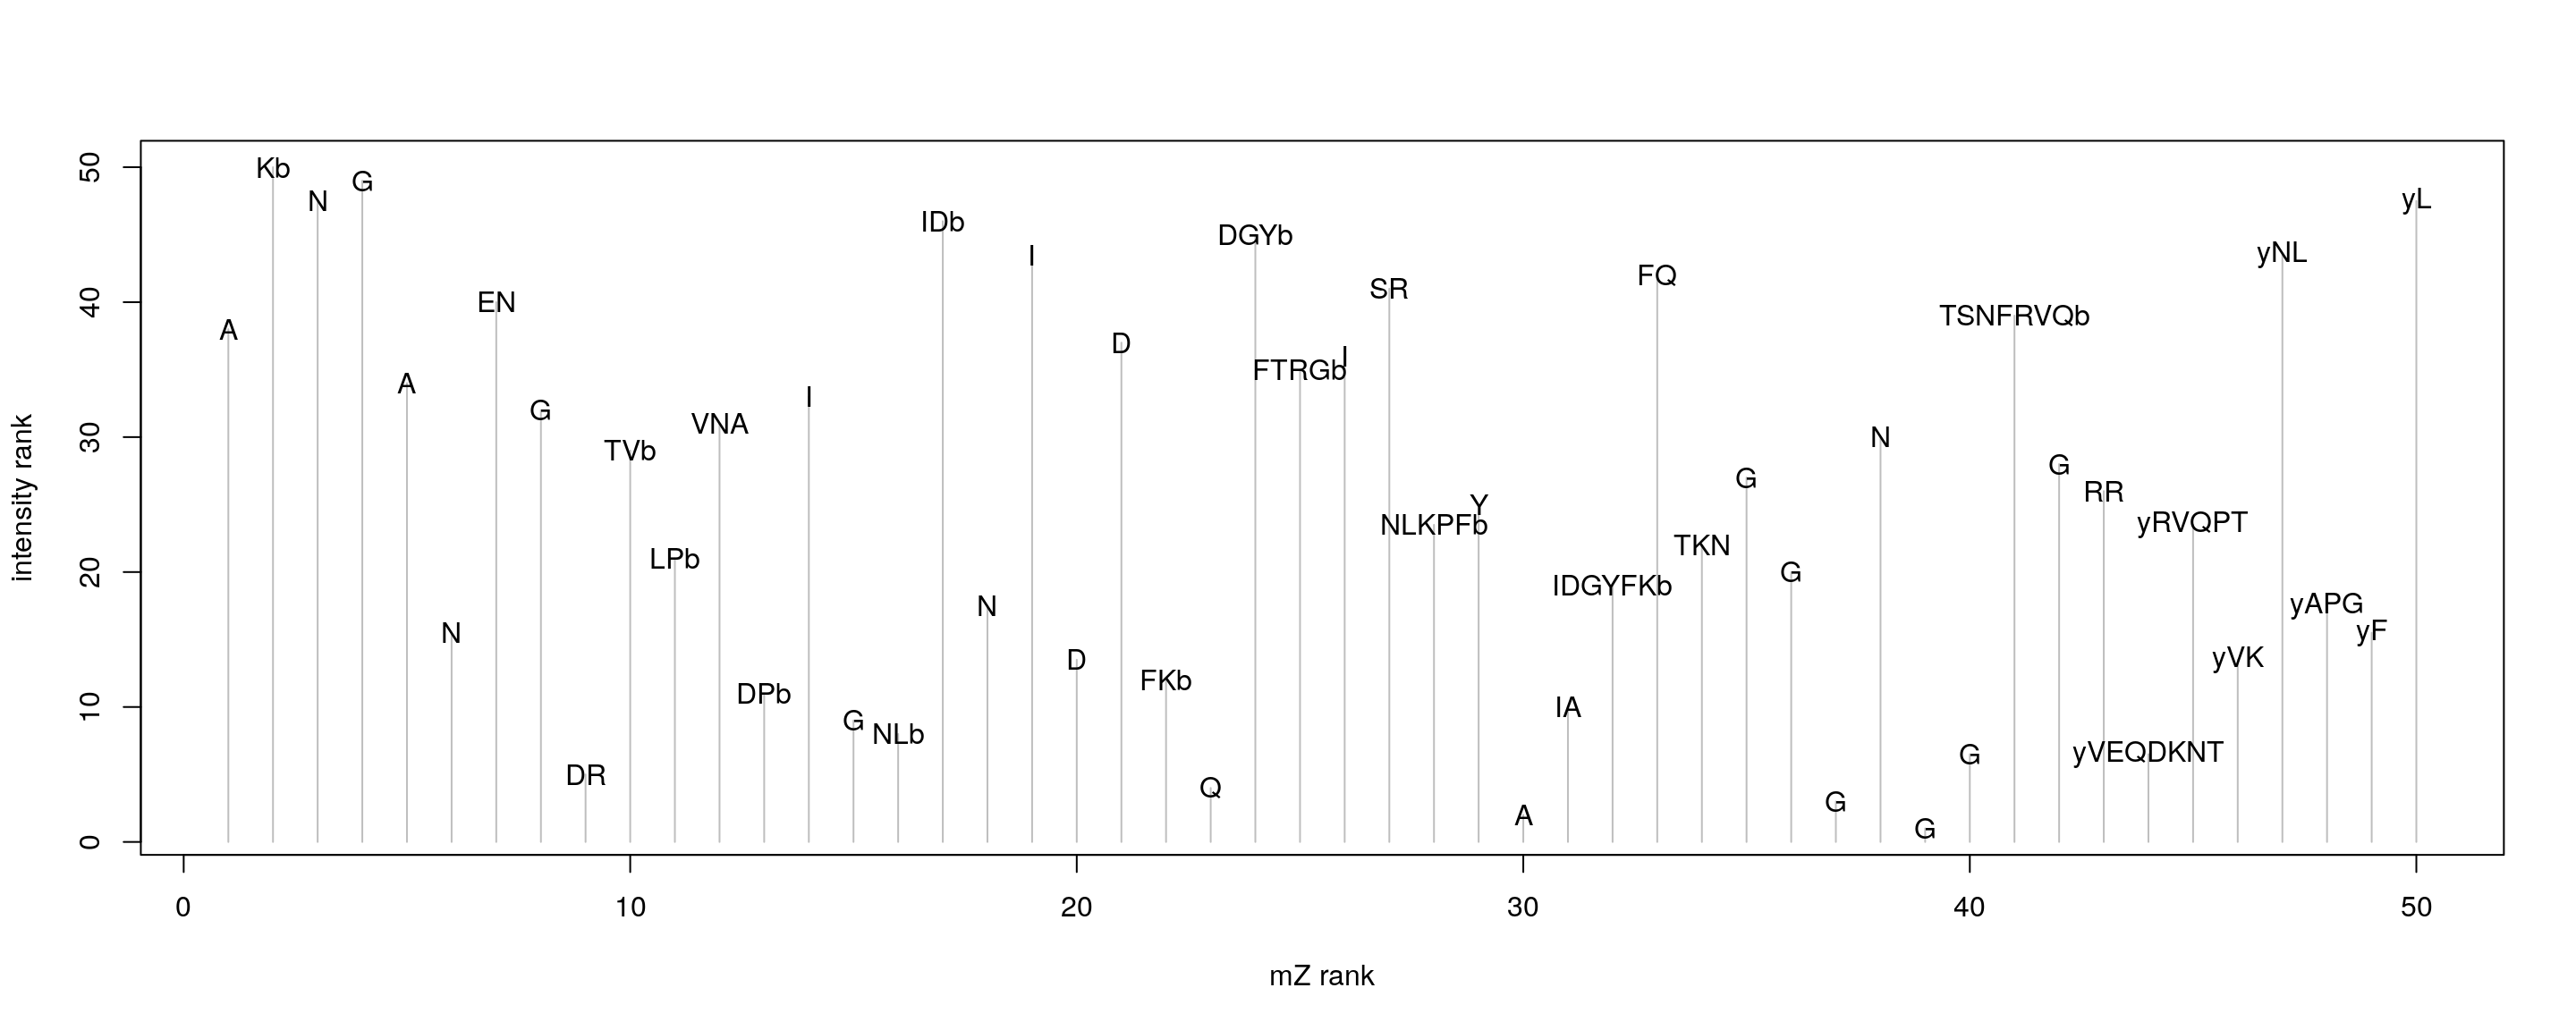 50
40
30
20
10
0
intensity rank
A
Kb
N
G
A
N
EN
G
DR
TVb
LPb
VNA
DPb
I
G
NLb
IDb
N
I
D
D
FKb
Q
DGYb
FTRGb
I
SR
NLKPFb
Y
A
IA
IDGYFKb
FQ
TKN
G
G
G
N
G
G
TSNFRVQb
G
RR
yVEQDKNT
yRVQPT
yVK
yNL
yAPG
yF
yL
0
10
20
30
40
50
mZ rank